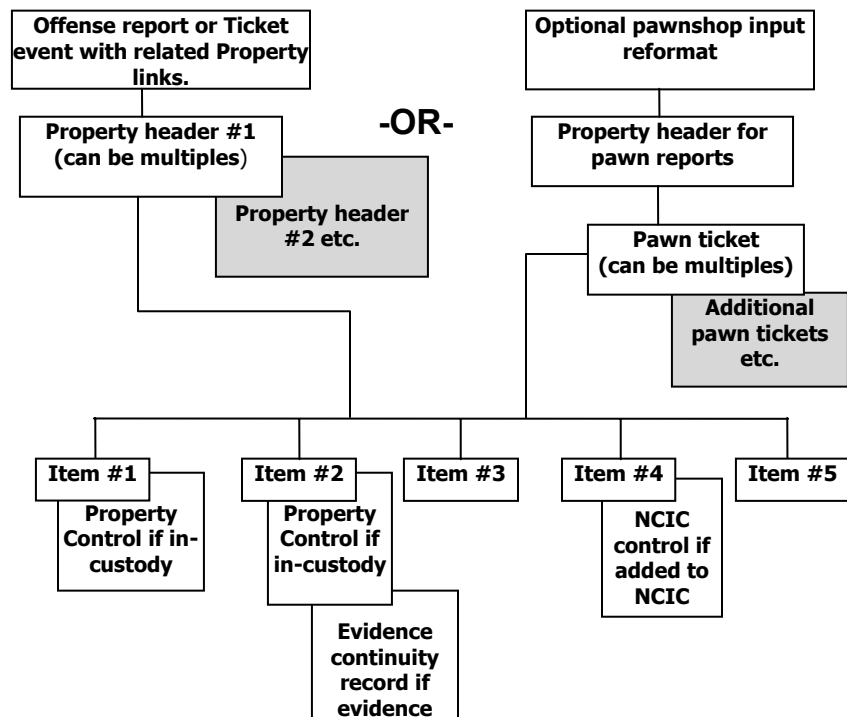 Offense report or Ticket
event with related Property
links.
Optional pawnshop input
reformat
Property header #1
(can be multiples)
-OR-
Property header for
pawn reports
Property header
#2 etc.
Pawn ticket
(can be multiples)
Additional
pawn tickets
etc.
Item #1
Property
Control if in-
custody
Item #2
Property
Control if
in-custody
Evidence
continuity
record if
evidence
Item #3
Item #4
NCIC
control if
added to
NCIC
Item #5